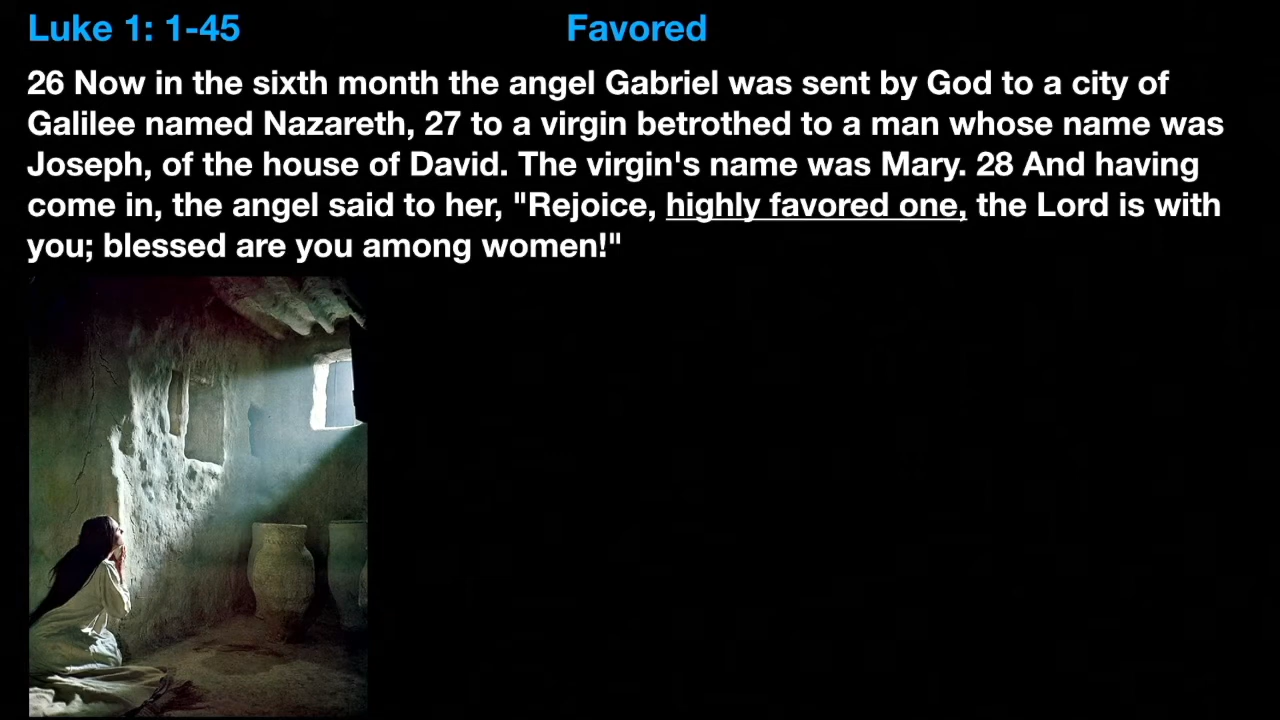 Luke 1: 1-45 Favored
26 Now in the sixth month the angel Gabriel was sent by God to a city of
Galilee named Nazareth, 27 to a virgin betrothed to a man whose name was
Joseph, of the house of David. The virgin's name was Mary. 28 And having
come in, the angel said to her, "Rejoice, highly favored one, the Lord is with
you; blessed are you among women!"